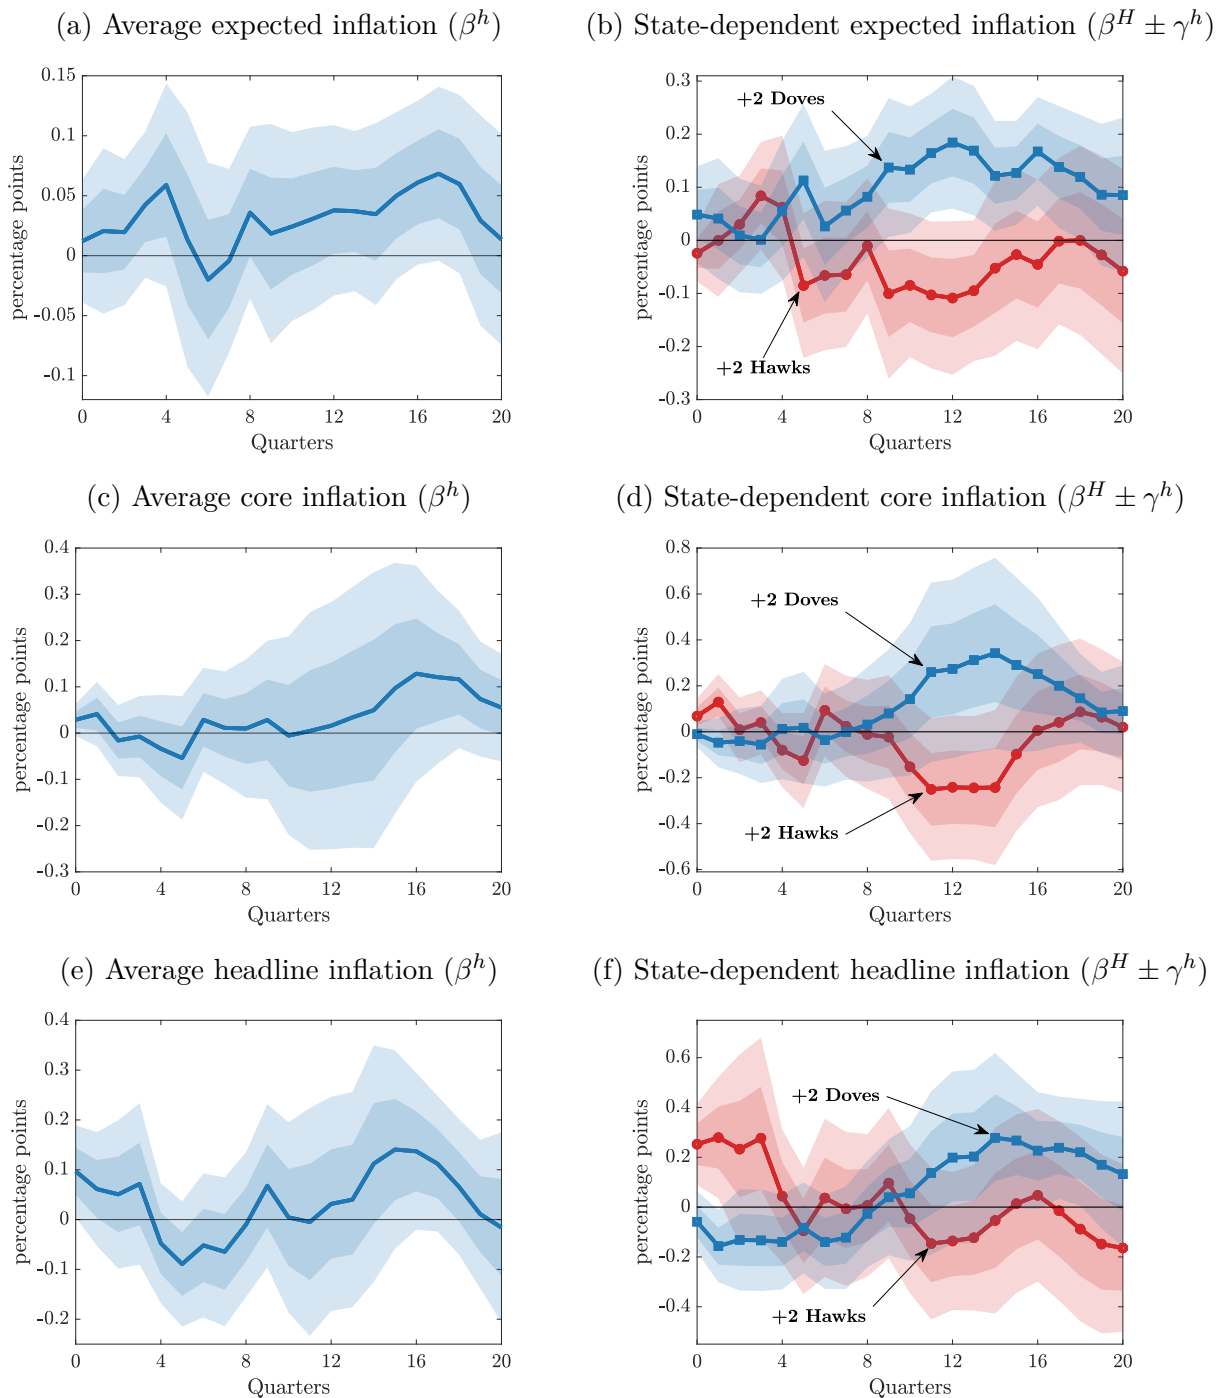 (a) Average expected inflation (β^h)
percentage points
0.15
0.1
0.05
0
-0.05
-0.1
0 4 8 12 16 20
Quarters
(b) State-dependent expected inflation (β^H ± γ^h)
percentage points
0.3
0.2
0.1
0
-0.1
-0.2
-0.3
+2 Doves
+2 Hawks
0 4 8 12 16 20
Quarters
(c) Average core inflation (β^h)
percentage points
0.4
0.3
0.2
0.1
0
-0.1
-0.2
-0.3
0 4 8 12 16 20
Quarters
(d) State-dependent core inflation (β^H ± γ^h)
percentage points
0.8
0.6
0.4
0.2
0
-0.2
-0.4
-0.6
+2 Doves
+2 Hawks
0 4 8 12 16 20
Quarters
(e) Average headline inflation (β^h)
percentage points
0.4
0.3
0.2
0.1
0
-0.1
-0.2
0 4 8 12 16 20
Quarters
(f) State-dependent headline inflation (β^H ± γ^h)
percentage points
0.6
0.4
0.2
0
-0.2
-0.4
+2 Doves
+2 Hawks
0 4 8 12 16 20
Quarters